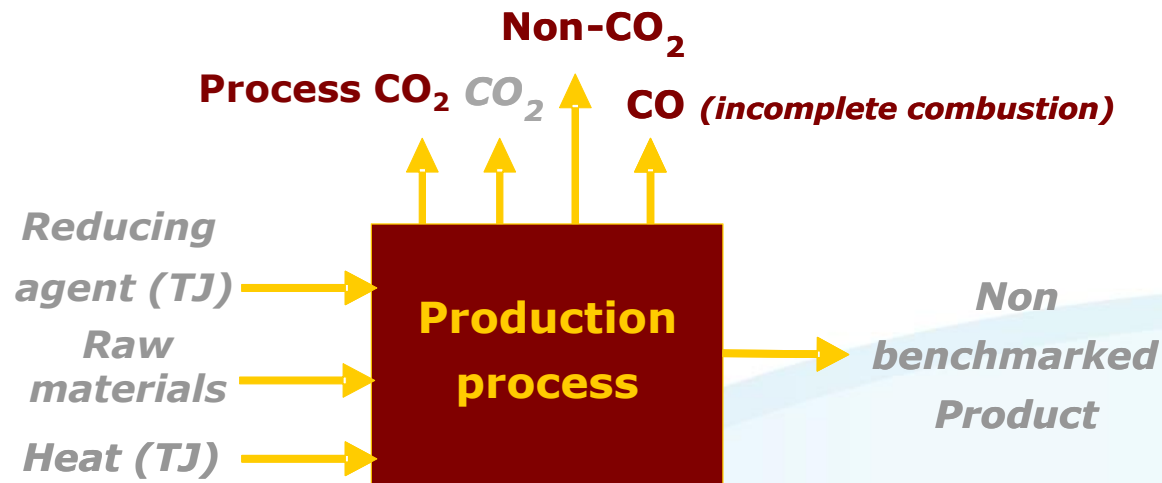 Non-CO₂
Process CO₂ CO₂ CO (incomplete combustion)
Reducing
agent (TJ)
Raw
materials
Heat (TJ)
Production
process
Non
benchmarked
Product